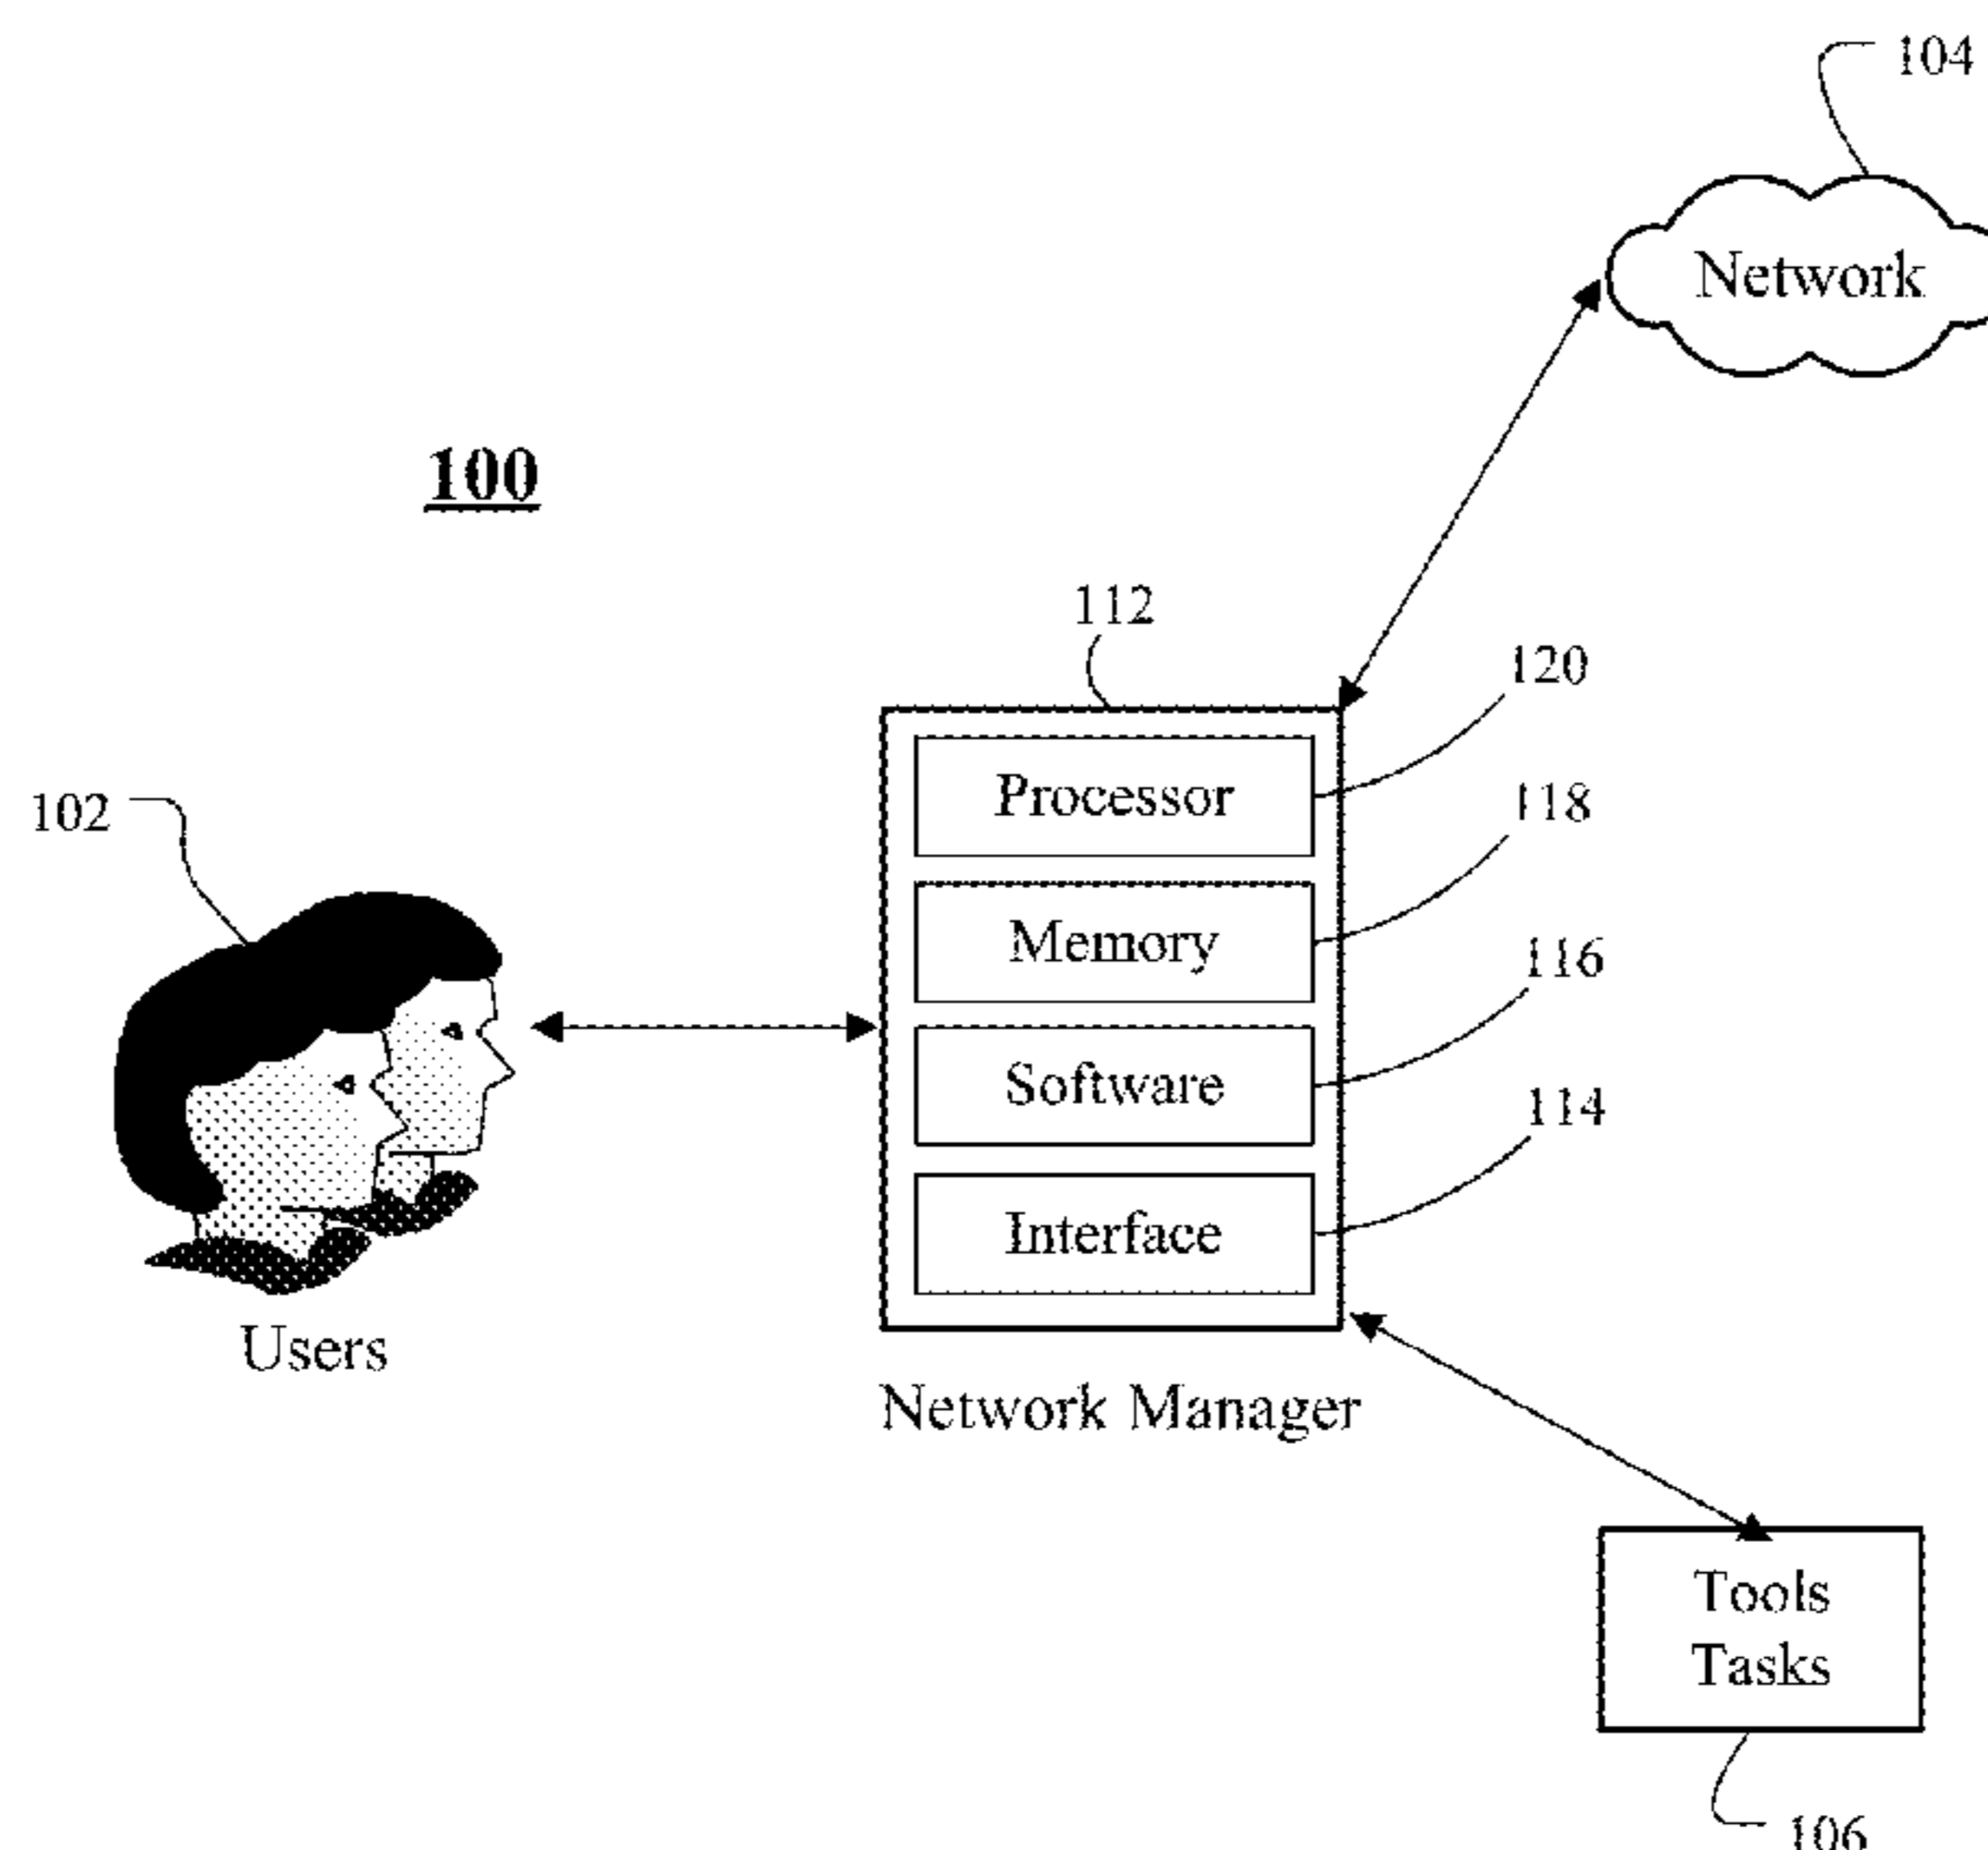 104
Network
100
112
120
Processor
118
102
Memory
116
Software
114
Interface
Users
Network Manager
Tools
Tasks
106